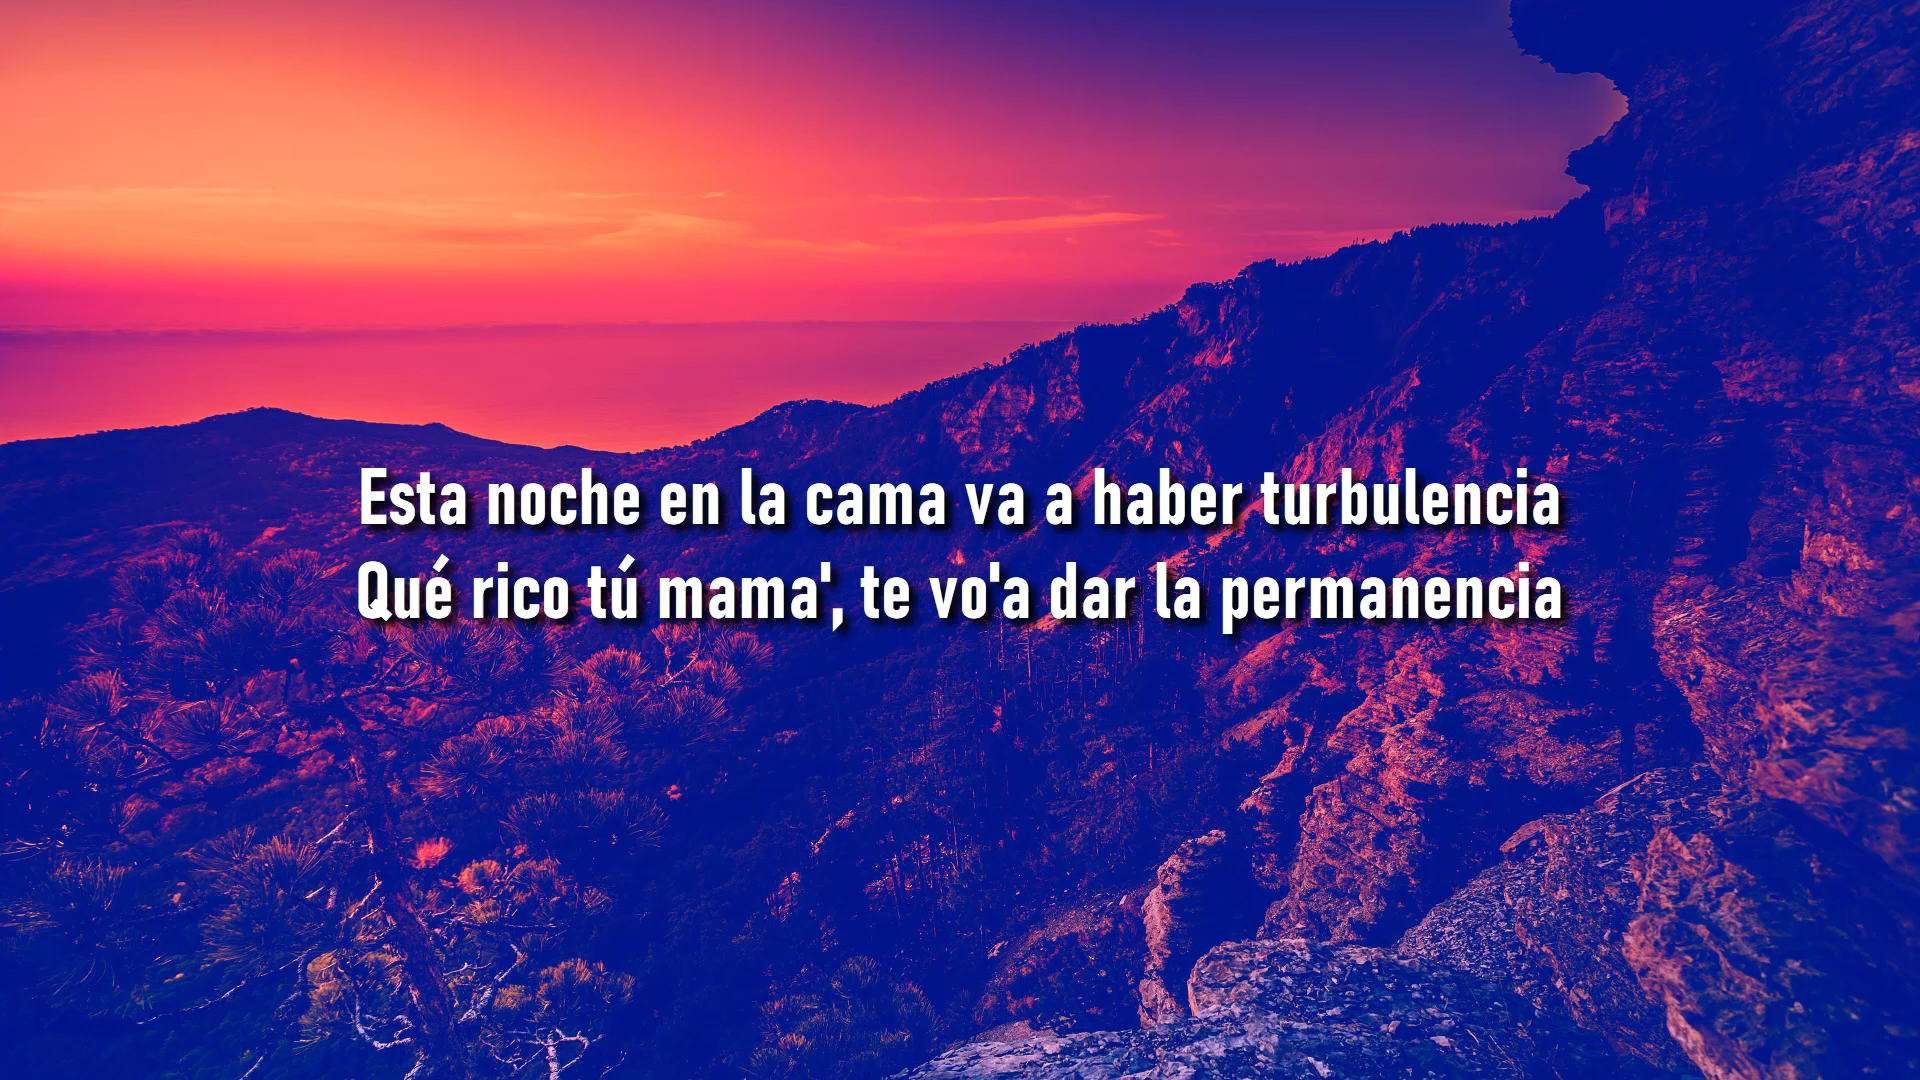 Esta noche en la cama va a haber turbulencia
Qué rico tú mama', te vo'a dar la permanencia